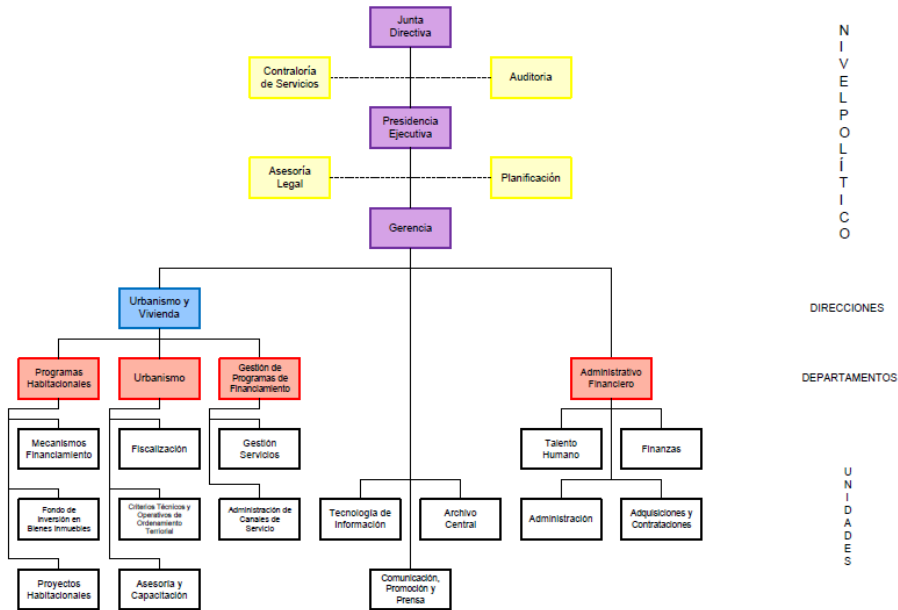 Junta
Directiva
Contraloría
de Servicios
Auditoria
Presidencia
Ejecutiva
Asesoría
Legal
Planificación
Gerencia
NIVELPOLÍTICO
Urbanismo y
Vivienda
DIRECCIONES
Programas
Habitacionales
Urbanismo
Gestión de
Programas de
Financiamiento
Administrativo
Financiero
DEPARTAMENTOS
Mecanismos
Financiamiento
Fiscalización
Gestión
Servicios
Talento
Humano
Finanzas
Fondo de
Inversión en
Bienes Inmuebles
Criterios Técnicos y
Operativos de
Ordenamiento
Territorial
Administración de
Canales de
Servicio
Tecnología de
Información
Archivo
Central
Administración
Adquisiciones y
Contrataciones
UNIDADES
Proyectos
Habitacionales
Asesoría y
Capacitación
Comunicación,
Promoción y
Prensa